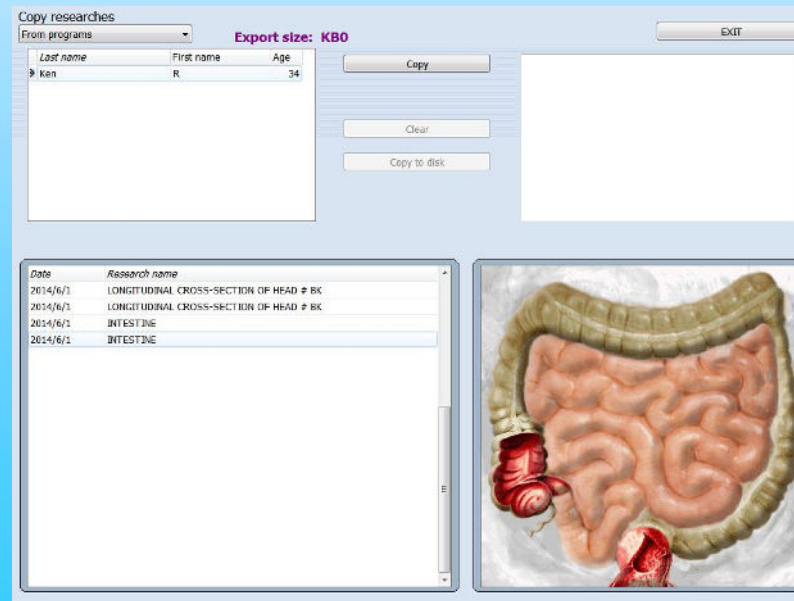 Copy researches
From programs
Export size: KB0
EXIT
Last name First name Age
Ken R 34
Copy
Clear
Copy to disk
Date Research name
2014/6/1 LONGITUDINAL CROSS-SECTION OF HEAD # BK
2014/6/1 LONGITUDINAL CROSS-SECTION OF HEAD # BK
2014/6/1 INTESTINE
2014/6/1 INTESTINE